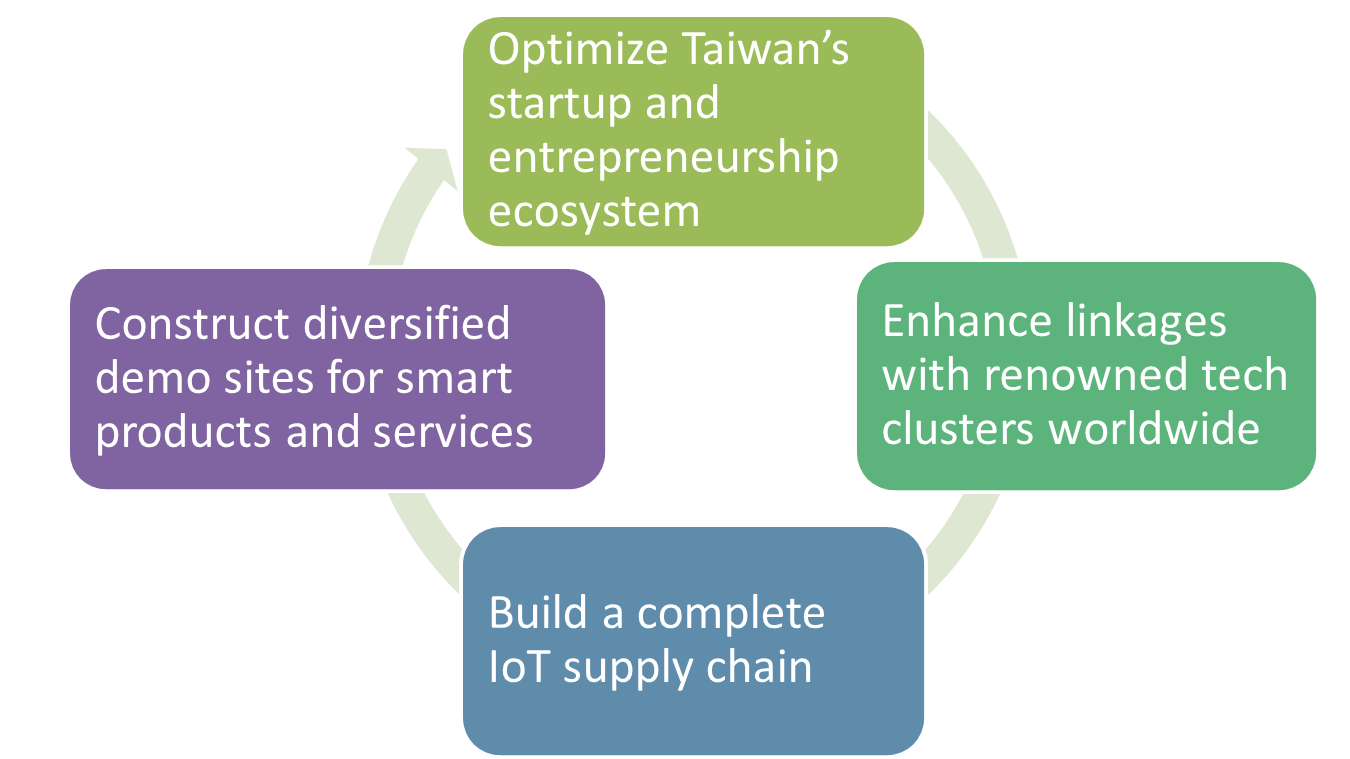 Optimize Taiwan’s
startup and
entrepreneurship
ecosystem
Enhance linkages
with renowned tech
clusters worldwide
Build a complete
IoT supply chain
Construct diversified
demo sites for smart
products and services